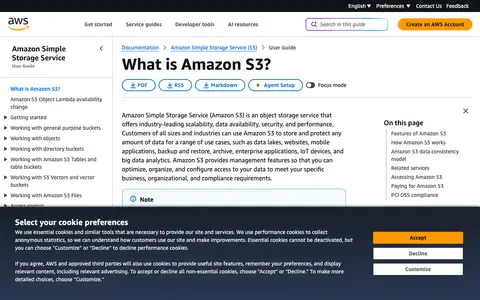 English
Preferences
Contact Us
Feedback
aws
Get started
Service guides
Developer tools
AI resources
Search in this guide
Create an AWS Account
Amazon Simple
Storage Service
User Guide
Documentation
Amazon Simple Storage Service (S3)
User Guide
What is Amazon S3?
PDF
RSS
Markdown
Agent Setup
Focus mode
What is Amazon S3?
Amazon S3 Object Lambda availability
change
Getting started
Working with general purpose buckets
Working with objects
Working with directory buckets
Working with Amazon S3 Tables and
table buckets
Working with S3 Vectors and vector
buckets
Working with Amazon S3 Files
Amazon Simple Storage Service (Amazon S3) is an object storage service that
offers industry-leading scalability, data availability, security, and performance.
Customers of all sizes and industries can use Amazon S3 to store and protect any
amount of data for a range of use cases, such as data lakes, websites, mobile
applications, backup and restore, archive, enterprise applications, IoT devices, and
big data analytics. Amazon S3 provides management features so that you can
optimize, organize, and configure access to your data to meet your specific
business, organizational, and compliance requirements.
Note
On this page
Features of Amazon S3
How Amazon S3 works
Amazon S3 data consistency
model
Related services
Accessing Amazon S3
Paying for Amazon S3
PCI DSS compliance
Select your cookie preferences
We use essential cookies and similar tools that are necessary to provide our site and services. We use performance cookies to collect
anonymous statistics, so we can understand how customers use our site and make improvements. Essential cookies cannot be deactivated, but
you can choose “Customize” or “Decline” to decline performance cookies.
If you agree, AWS and approved third parties will also use cookies to provide useful site features, remember your preferences, and display
relevant content, including relevant advertising. To accept or decline all non-essential cookies, choose “Accept” or “Decline.” To make more
detailed choices, choose “Customize.”
Accept
Decline
Customize